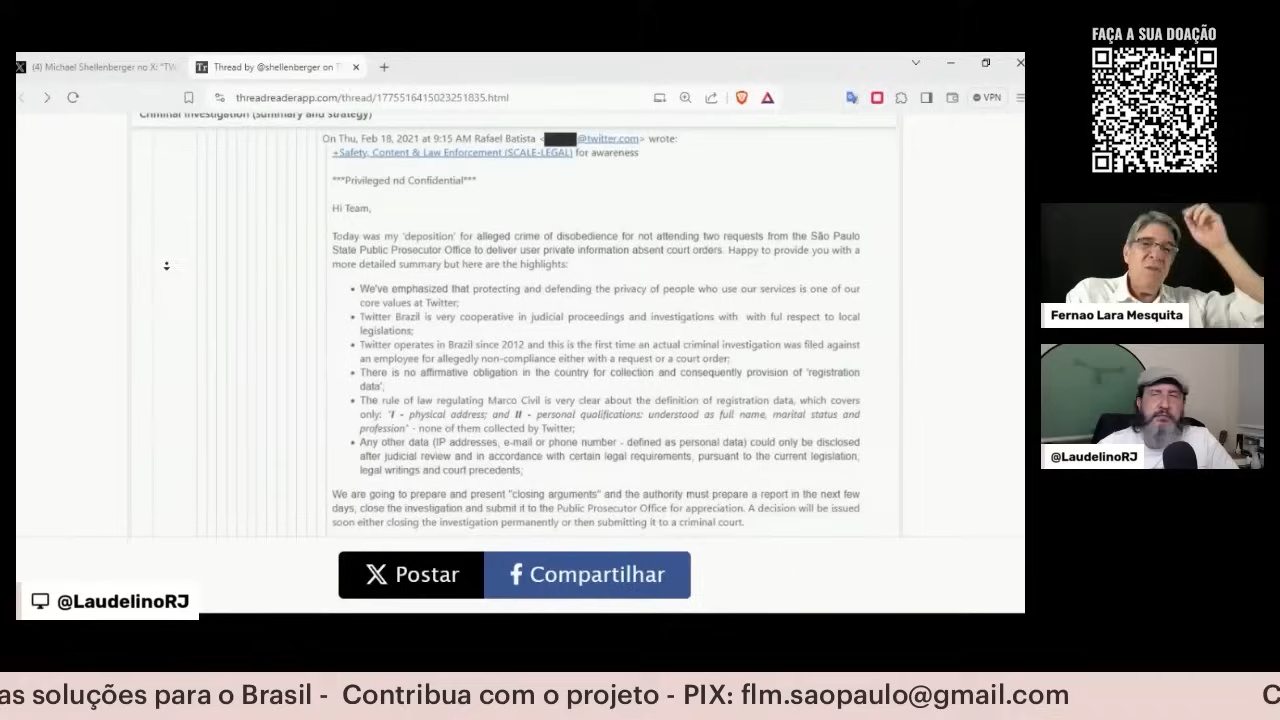 FAÇA A SUA DOAÇÃO
(4) Michael Shellenberger no X: "TW
Tr Thread by @shellenberger on T
threadreaderapp.com/thread/1775516415023251835.html
VPN
Criminal investigation (summary and strategy)
On Thu, Feb 18, 2021 at 9:15 AM Rafael Batista < @twitter.com> wrote:
+Safety, Content & Law Enforcement (SCALE-LEGAL) for awareness
***Privileged nd Confidential***
Hi Team,
Today was my 'deposition' for alleged crime of disobedience for not attending two requests from the São Paulo
State Public Prosecutor Office to deliver user private information absent court orders. Happy to provide you with a
more detailed summary but here are the highlights:
• We've emphasized that protecting and defending the privacy of people who use our services is one of our
core values at Twitter;
• Twitter Brazil is very cooperative in judicial proceedings and investigations with with ful respect to local
legislations;
• Twitter operates in Brazil since 2012 and this is the first time an actual criminal investigation was filed against
an employee for allegedly non-compliance either with a request or a court order;
• There is no affirmative obligation in the country for collection and consequently provision of 'registration
data';
• The rule of law regulating Marco Civil is very clear about the definition of registration data, which covers
only: "I - physical address; and II - personal qualifications: understood as full name, marital status and
profession" - none of them collected by Twitter;
• Any other data (IP addresses, e-mail or phone number - defined as personal data) could only be disclosed
after judicial review and in accordance with certain legal requirements, pursuant to the current legislation,
legal writings and court precedents;
We are going to prepare and present "closing arguments" and the authority must prepare a report in the next few
days, close the investigation and submit it to the Public Prosecutor Office for appreciation. A decision will be issued
soon either closing the investigation permanently or then submitting it to a criminal court.
X Postar
f Compartilhar
@LaudelinoRJ
Fernao Lara Mesquita
@LaudelinoRJ
as soluções para o Brasil - Contribua com o projeto - PIX: flm.saopaulo@gmail.com
C